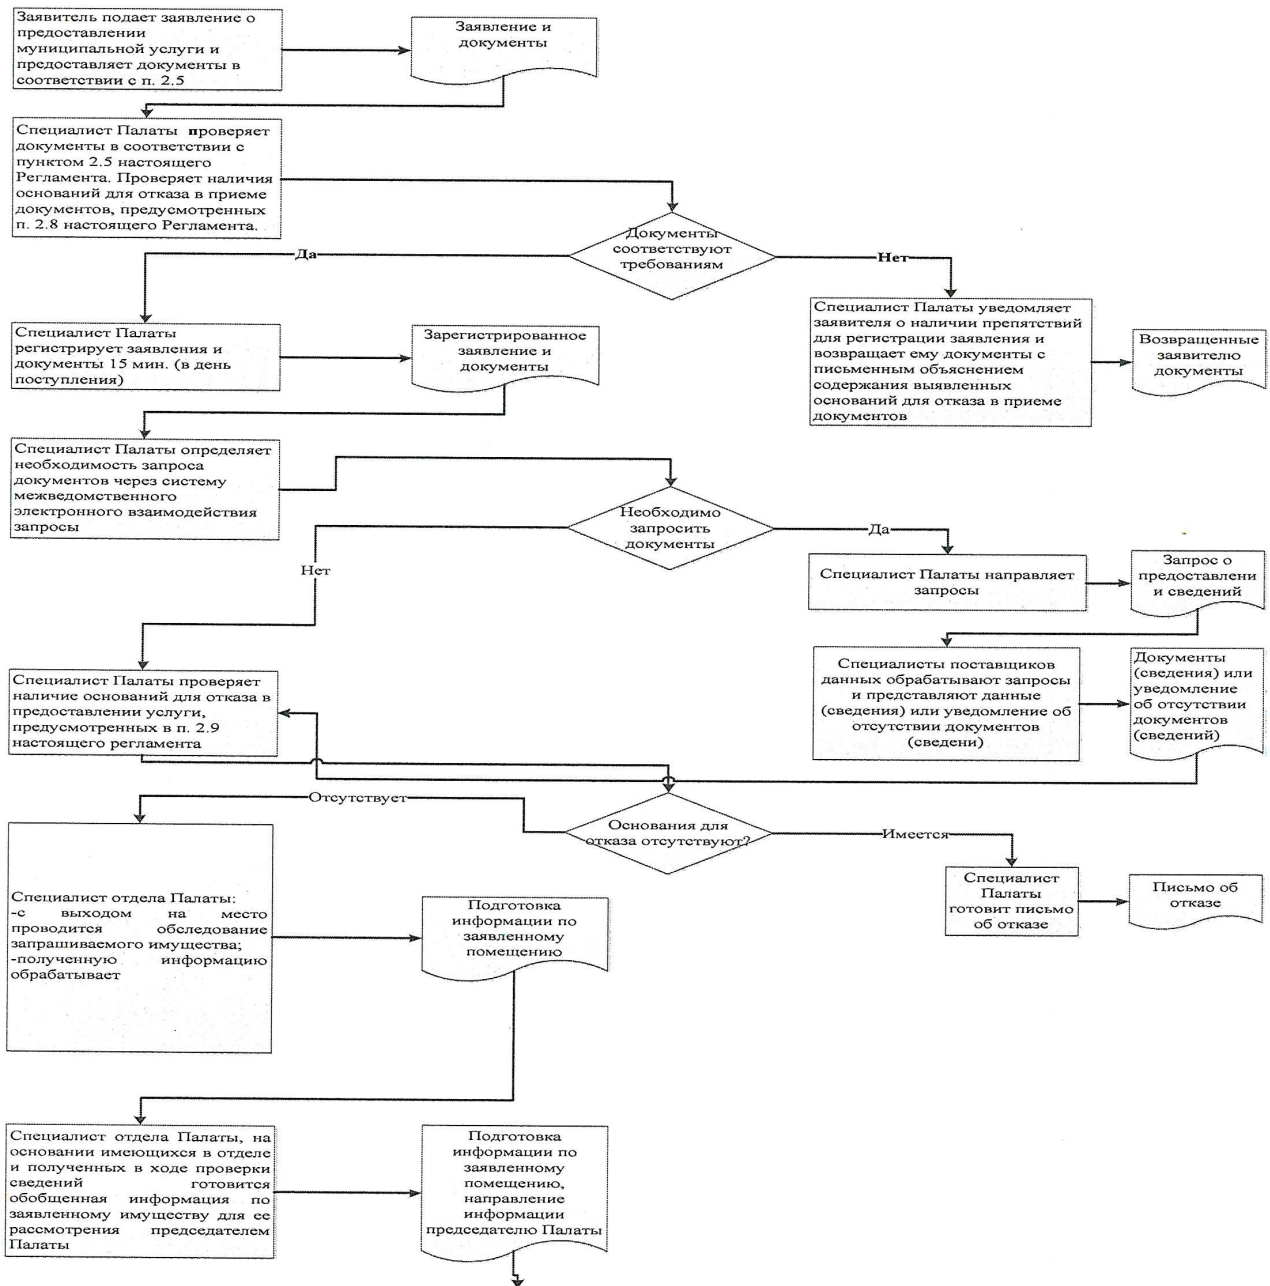 Заявитель подает заявление о
предоставлении
муниципальной услуги и
предоставляет документы в
соответствии с п. 2.5
Заявление и
документы
Специалист Палаты проверяет
документы в соответствии с
пунктом 2.5 настоящего
Регламента. Проверяет наличия
оснований для отказа в приеме
документов, предусмотренных
п. 2.8 настоящего Регламента.
Документы
соответствуют
требованиям
Да
Нет
Специалист Палаты
регистрирует заявления и
документы 15 мин. (в день
поступления)
Зарегистрированное
заявление и
документы
Специалист Палаты уведомляет
заявителя о наличии препятствий
для регистрации заявления и
возвращает ему документы с
письменным объяснением
содержания выявленных
оснований для отказа в приеме
документов
Возвращенные
заявителю
документы
Специалист Палаты определяет
необходимость запроса
документов через систему
межведомственного
электронного взаимодействия
запросы
Необходимо
запросить
документы
Да
Нет
Специалист Палаты направляет
запросы
Запрос о
предоставлени
и сведений
Специалист Палаты проверяет
наличие оснований для отказа в
предоставлении услуги,
предусмотренных в п. 2.9
настоящего регламента
Специалисты поставщиков
данных обрабатывают запросы
и представляют данные
(сведения) или уведомление об
отсутствии документов
(сведени)
Документы
(сведения) или
уведомление
об отсутствии
документов
(сведений)
Отсутствует
Основания для
отказа отсутствуют?
Имеется
Специалист
Палаты
готовит письмо
об отказе
Письмо об
отказе
Специалист отдела Палаты:
-с выходом на место
проводится обследование
запрашиваемого имущества;
-полученную информацию
обрабатывает
Подготовка
информации по
заявленному
помещению
Специалист отдела Палаты, на
основании имеющихся в отделе
и полученных в ходе проверки
сведений готовится
обобщенная информация по
заявленному имуществу для ее
рассмотрения председателем
Палаты
Подготовка
информации по
заявленному
помещению,
направление
информации
председателю Палаты